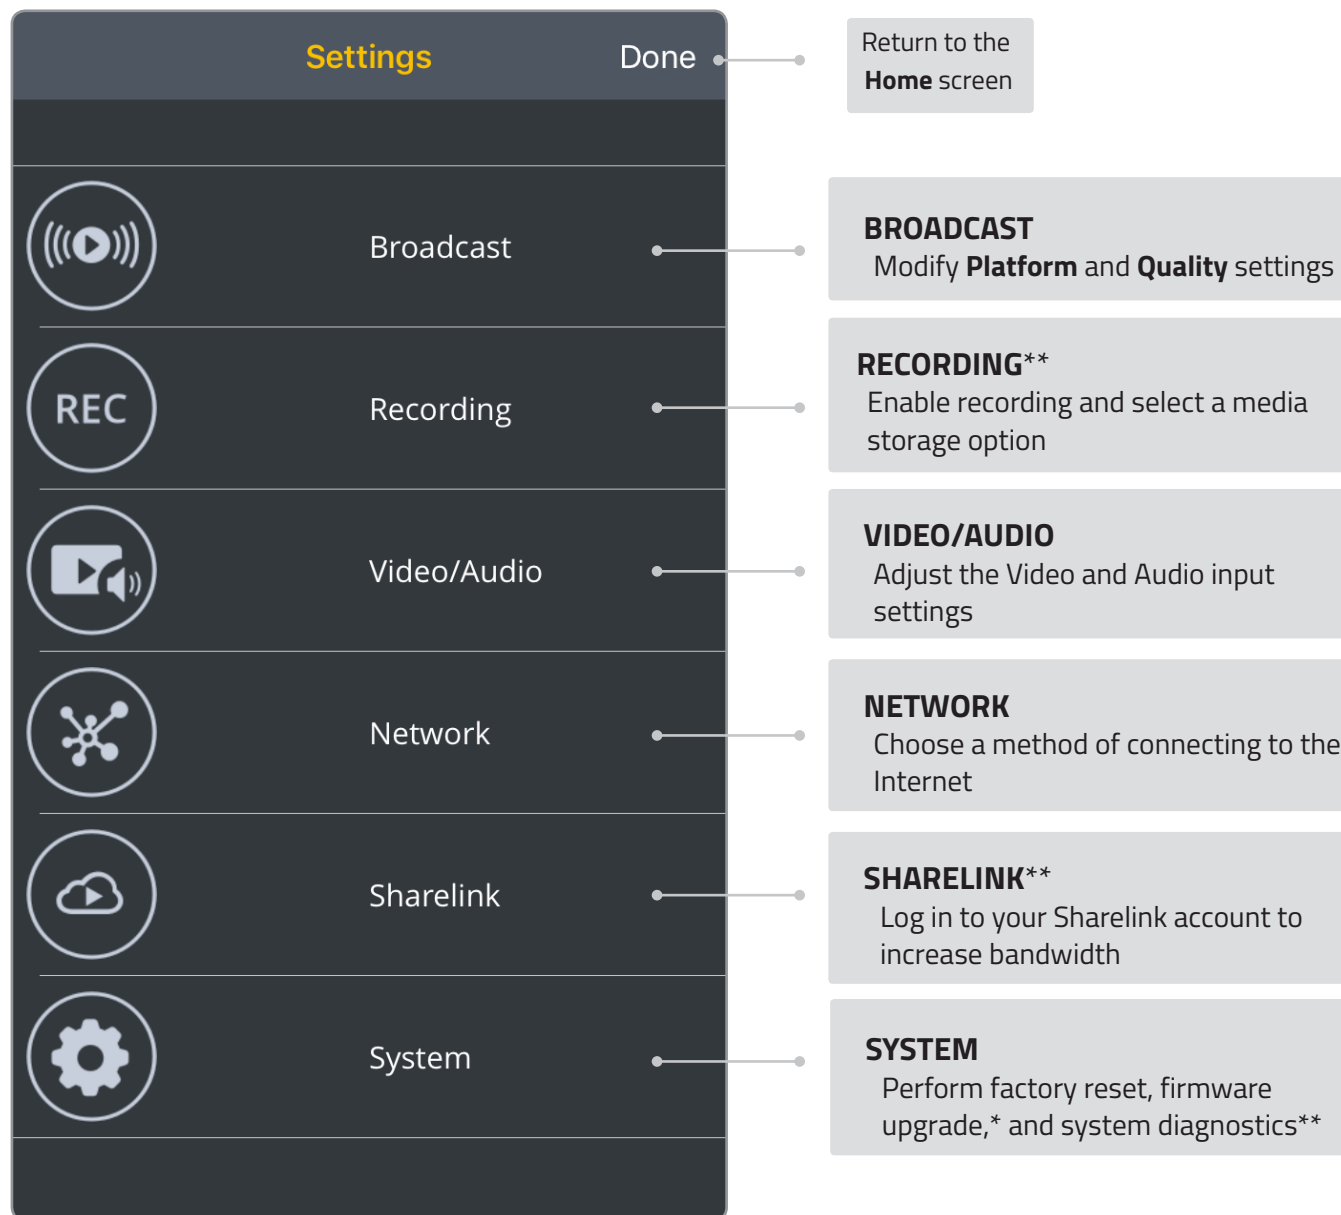 Settings
Done
Return to the
Home screen
Broadcast
BROADCAST
Modify Platform and Quality settings
REC
Recording
RECORDING**
Enable recording and select a media
storage option
Video/Audio
VIDEO/AUDIO
Adjust the Video and Audio input
settings
Network
NETWORK
Choose a method of connecting to the
Internet
Sharelink
SHARELINK**
Log in to your Sharelink account to
increase bandwidth
System
SYSTEM
Perform factory reset, firmware
upgrade,* and system diagnostics**